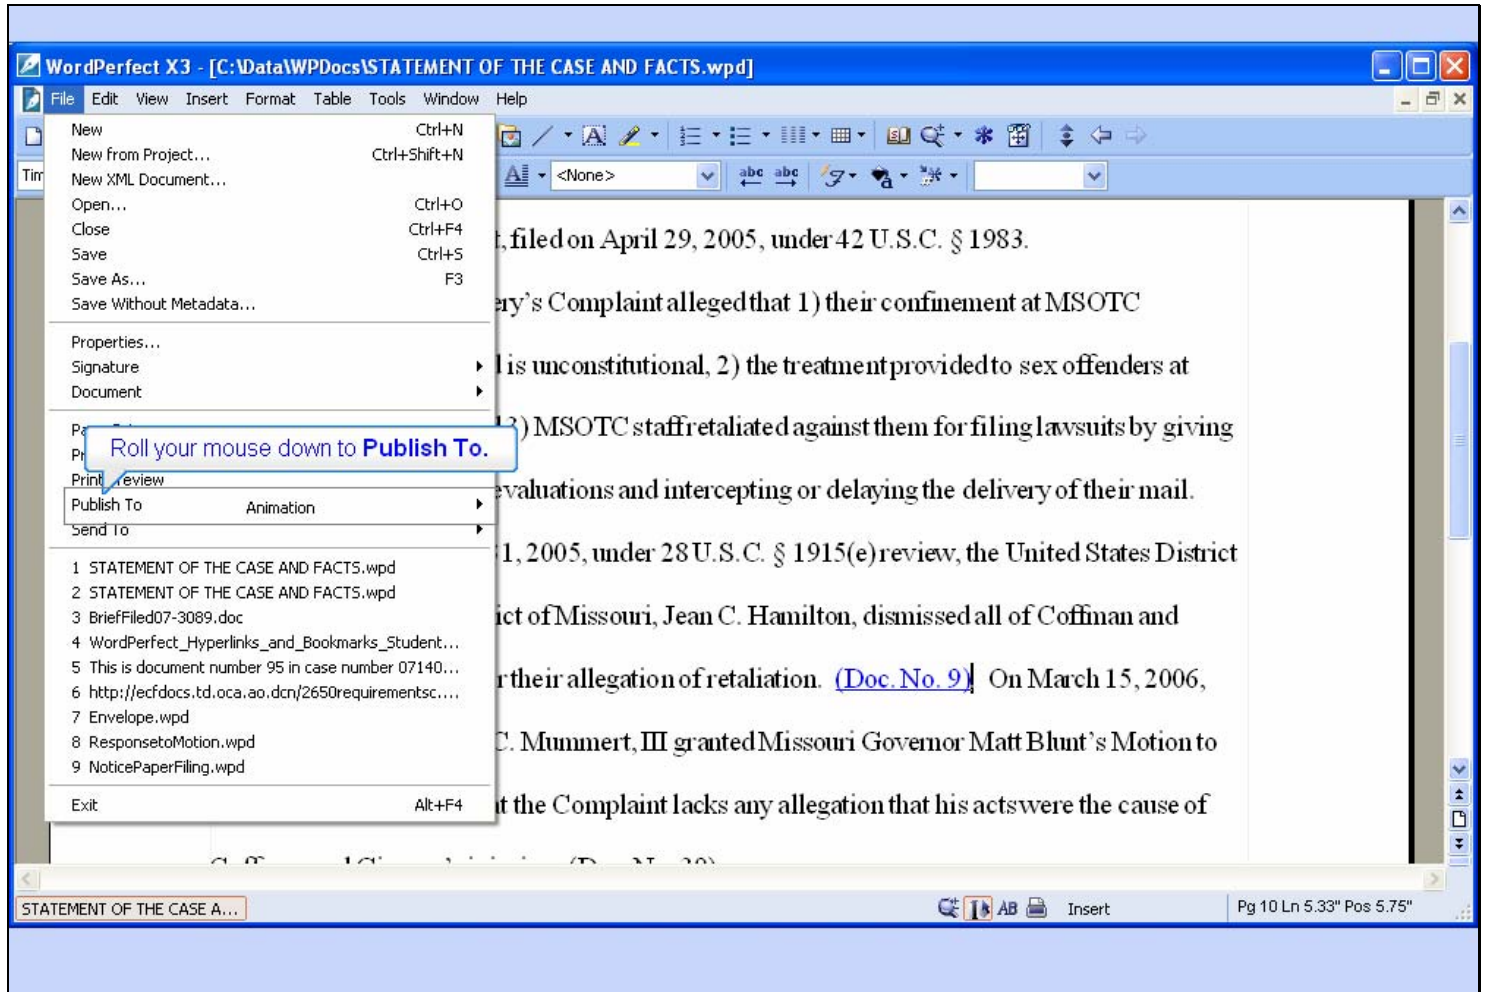 WordPerfect X3 - [C:\Data\WPDocs\STATEMENT OF THE CASE AND FACTS.wpd]
File Edit View Insert Format Table Tools Window Help
New Ctrl+N
New from Project... Ctrl+Shift+N
New XML Document...
Open... Ctrl+O
Close Ctrl+F4
Save Ctrl+S
Save As... F3
Save Without Metadata...
Properties...
Signature
Document
Roll your mouse down to Publish To.
Publish To Animation
Send To
1 STATEMENT OF THE CASE AND FACTS.wpd
2 STATEMENT OF THE CASE AND FACTS.wpd
3 BriefFiled07-3089.doc
4 WordPerfect_Hyperlinks_and_Bookmarks_Student...
5 This is document number 95 in case number 07140...
6 http://ecfdocs.td.oca.ao.dcn/2650requirementsc....
7 Envelope.wpd
8 ResponsetoMotion.wpd
9 NoticePaperFiling.wpd
Exit Alt+F4
<None>
abc abc
, filed on April 29, 2005, under 42 U.S.C. § 1983.
ery's Complaint alleged that 1) their confinement at MSOTC
is unconstitutional, 2) the treatment provided to sex offenders at
3) MSOTC staff retaliated against them for filing lawsuits by giving
evaluations and intercepting or delaying the delivery of their mail.
1, 2005, under 28 U.S.C. § 1915(e) review, the United States District
ict of Missouri, Jean C. Hamilton, dismissed all of Coffman and
r their allegation of retaliation. (Doc. No. 9) On March 15, 2006,
C. Mummert, III granted Missouri Governor Matt Blunt's Motion to
t the Complaint lacks any allegation that his acts were the cause of
STATEMENT OF THE CASE A... AB Insert Pg 10 Ln 5.33" Pos 5.75"